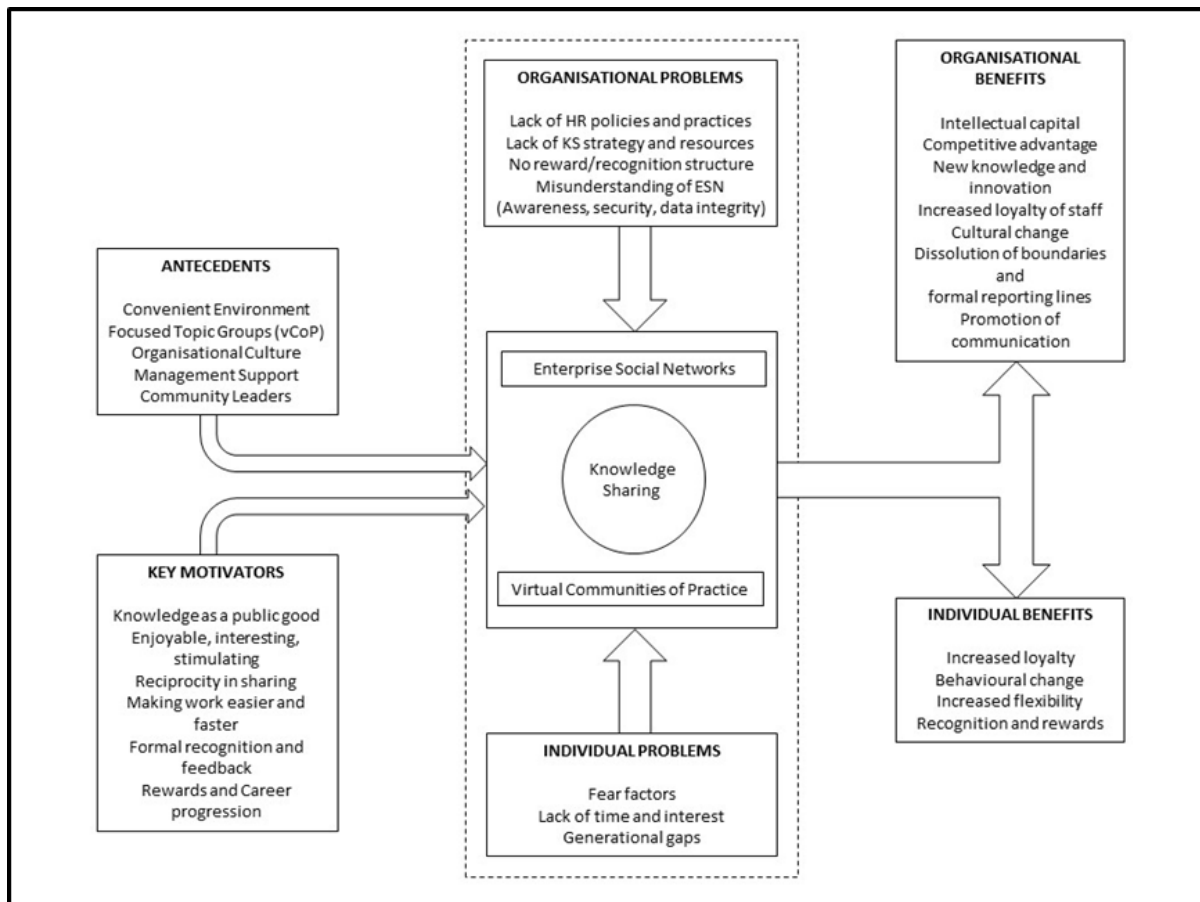 ORGANISATIONAL PROBLEMS
Lack of HR policies and practices
Lack of KS strategy and resources
No reward/recognition structure
Misunderstanding of ESN
(Awareness, security, data integrity)
ORGANISATIONAL
BENEFITS
Intellectual capital
Competitive advantage
New knowledge and
innovation
Increased loyalty of staff
Cultural change
Dissolution of boundaries
and
formal reporting lines
Promotion of
communication
ANTECEDENTS
Convenient Environment
Focused Topic Groups (vCoP)
Organisational Culture
Management Support
Community Leaders
Enterprise Social Networks
Knowledge
Sharing
Virtual Communities of Practice
KEY MOTIVATORS
Knowledge as a public good
Enjoyable, interesting,
stimulating
Reciprocity in sharing
Making work easier and
faster
Formal recognition and
feedback
Rewards and Career
progression
INDIVIDUAL PROBLEMS
Fear factors
Lack of time and interest
Generational gaps
INDIVIDUAL BENEFITS
Increased loyalty
Behavioural change
Increased flexibility
Recognition and rewards